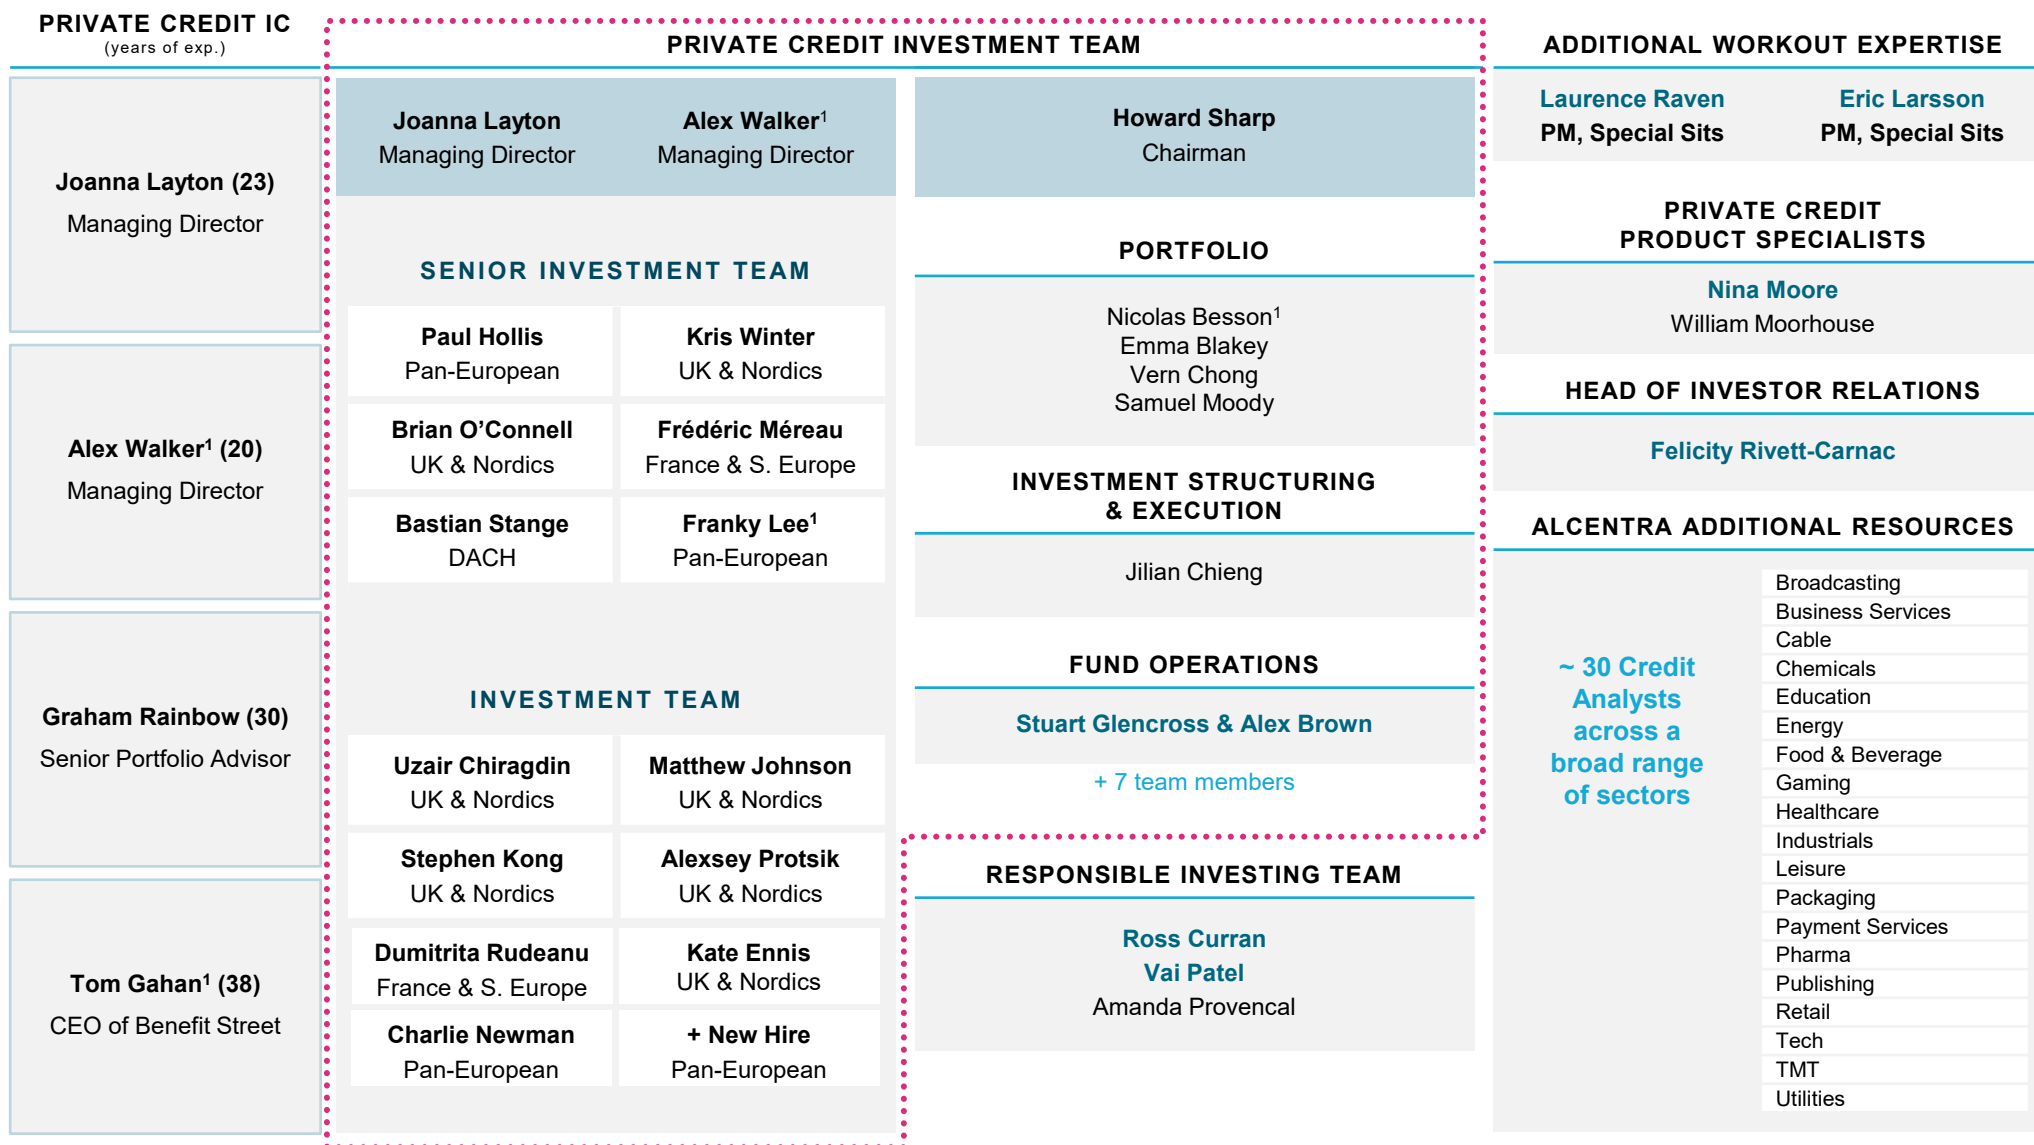 PRIVATE CREDIT IC
(years of exp.)
Joanna Layton (23)
Managing Director
Alex Walker¹ (20)
Managing Director
Graham Rainbow (30)
Senior Portfolio Advisor
Tom Gahan¹ (38)
CEO of Benefit Street
PRIVATE CREDIT INVESTMENT TEAM
Joanna Layton
Managing Director
Alex Walker¹
Managing Director
SENIOR INVESTMENT TEAM
Paul Hollis
Pan-European
Kris Winter
UK & Nordics
Brian O’Connell
UK & Nordics
Frédéric Méreau
France & S. Europe
Bastian Stange
DACH
Franky Lee¹
Pan-European
INVESTMENT TEAM
Uzair Chiragdin
UK & Nordics
Matthew Johnson
UK & Nordics
Stephen Kong
UK & Nordics
Alexsey Protsik
UK & Nordics
Dumitrita Rudeanu
France & S. Europe
Kate Ennis
UK & Nordics
Charlie Newman
Pan-European
+ New Hire
Pan-European
Howard Sharp
Chairman
PORTFOLIO
Nicolas Besson¹
Emma Blakey
Vern Chong
Samuel Moody
INVESTMENT STRUCTURING
& EXECUTION
Jilian Chieng
FUND OPERATIONS
Stuart Glencross & Alex Brown
+ 7 team members
RESPONSIBLE INVESTING TEAM
Ross Curran
Vai Patel
Amanda Provencal
ADDITIONAL WORKOUT EXPERTISE
Laurence Raven
PM, Special Sits
Eric Larsson
PM, Special Sits
PRIVATE CREDIT
PRODUCT SPECIALISTS
Nina Moore
William Moorhouse
HEAD OF INVESTOR RELATIONS
Felicity Rivett-Carnac
ALCENTRA ADDITIONAL RESOURCES
~ 30 Credit
Analysts
across a
broad range
of sectors
Broadcasting
Business Services
Cable
Chemicals
Education
Energy
Food & Beverage
Gaming
Healthcare
Industrials
Leisure
Packaging
Payment Services
Pharma
Publishing
Retail
Tech
TMT
Utilities